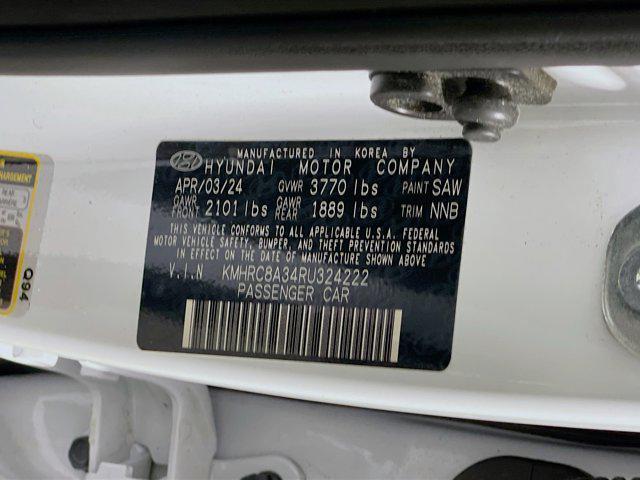 MANUFACTURED IN KOREA BY
HYUNDAI MOTOR COMPANY
APR/03/24 GVWR 3770 lbs PAINT SAW
GAWR FRONT 2101 lbs GAWR REAR 1889 lbs TRIM NNB
THIS VEHICLE CONFORMS TO ALL APPLICABLE U.S.A. FEDERAL
MOTOR VEHICLE SAFETY, BUMPER, AND THEFT PREVENTION STANDARDS
IN EFFECT ON THE DATE OF MANUFACTURE SHOWN ABOVE
V.I.N KMHRC8A34RU324222
PASSENGER CAR
Q94